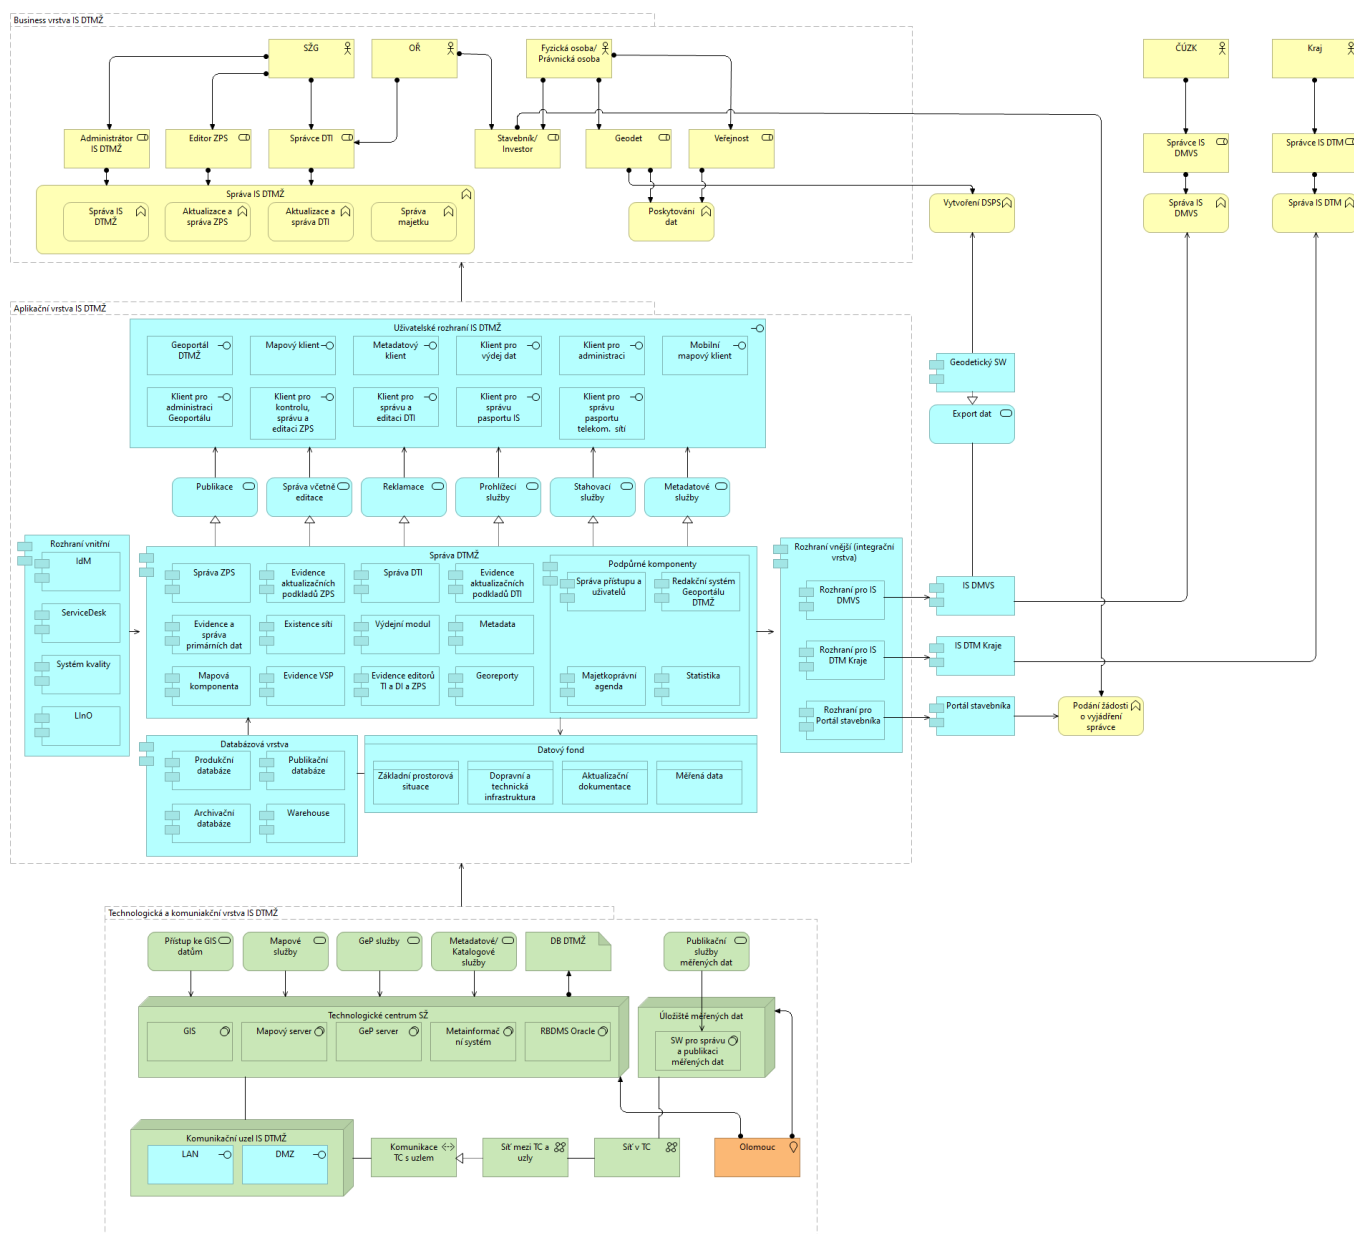 Business vrstva IS DTMŽ
SŽG
OŘ
Fyzická osoba/
Právnická osoba
ČÚZK
Kraj
Administrátor
IS DTMŽ
Editor ZPS
Správce DTI
Stavebník/
Investor
Geodet
Veřejnost
Správce IS
DMVS
Správce IS DTM
Správa IS DTMŽ
Správa IS
DTMŽ
Aktualizace a
správa ZPS
Aktualizace a
správa DTI
Správa
majetku
Poskytování
dat
Vytvoření DSPS
Správa IS
DMVS
Správa IS DTM
Aplikační vrstva IS DTMŽ
Uživatelské rozhraní IS DTMŽ
Geoportál
DTMŽ
Mapový klient
Metadatový
klient
Klient pro
výdej dat
Klient pro
administraci
Mobilní
mapový klient
Klient pro
administraci
Geoportálu
Klient pro
kontrolu,
správu a
editaci ZPS
Klient pro
správu a
editaci DTI
Klient pro
správu
pasportu IS
Klient pro
správu
pasportu
telekom. sítí
Geodetický SW
Export dat
Publikace
Správa včetně
editace
Reklamace
Prohlížecí
služby
Stahovací
služby
Metadatové
služby
Rozhraní vnitřní
IdM
ServiceDesk
Systém kvality
LInO
Správa DTMŽ
Správa ZPS
Evidence
aktualizačních
podkladů ZPS
Správa DTI
Evidence
aktualizačních
podkladů DTI
Evidence a
správa
primárních dat
Existence síti
Výdejní modul
Metadata
Mapová
komponenta
Evidence VSP
Evidence editorů
TI a DI a ZPS
Georeporty
Podpůrné komponenty
Správa přístupu a
uživatelů
Redakční systém
Geoportálu
DTMŽ
Majetkoprávní
agenda
Statistika
Rozhraní vnější (integrační
vrstva)
Rozhraní pro IS
DMVS
Rozhraní pro IS
DTM Kraje
Rozhraní pro
Portál stavebníka
IS DMVS
IS DTM Kraje
Portál stavebníka
Podání žádosti
o vyjádření
správce
Databázová vrstva
Produkční
databáze
Publikační
databáze
Archivační
databáze
Warehouse
Datový fond
Základní prostorová
situace
Dopravní a
technická
infrastruktura
Aktualizační
dokumentace
Měřená data
Technologická a komuniakční vrstva IS DTMŽ
Přístup ke GIS
datům
Mapové
služby
GeP služby
Metadatové/
Katalogové
služby
DB DTMŽ
Publikační
služby
měřených dat
Technologické centrum SŽ
GIS
Mapový server
GeP server
Metainformač
ní systém
RBDMS Oracle
Úložiště měřených dat
SW pro správu
a publikaci
měřených dat
Komunikační uzel IS DTMŽ
LAN
DMZ
Komunikace
TC s uzlem
Síť mezi TC a
uzly
Síť v TC
Olomouc